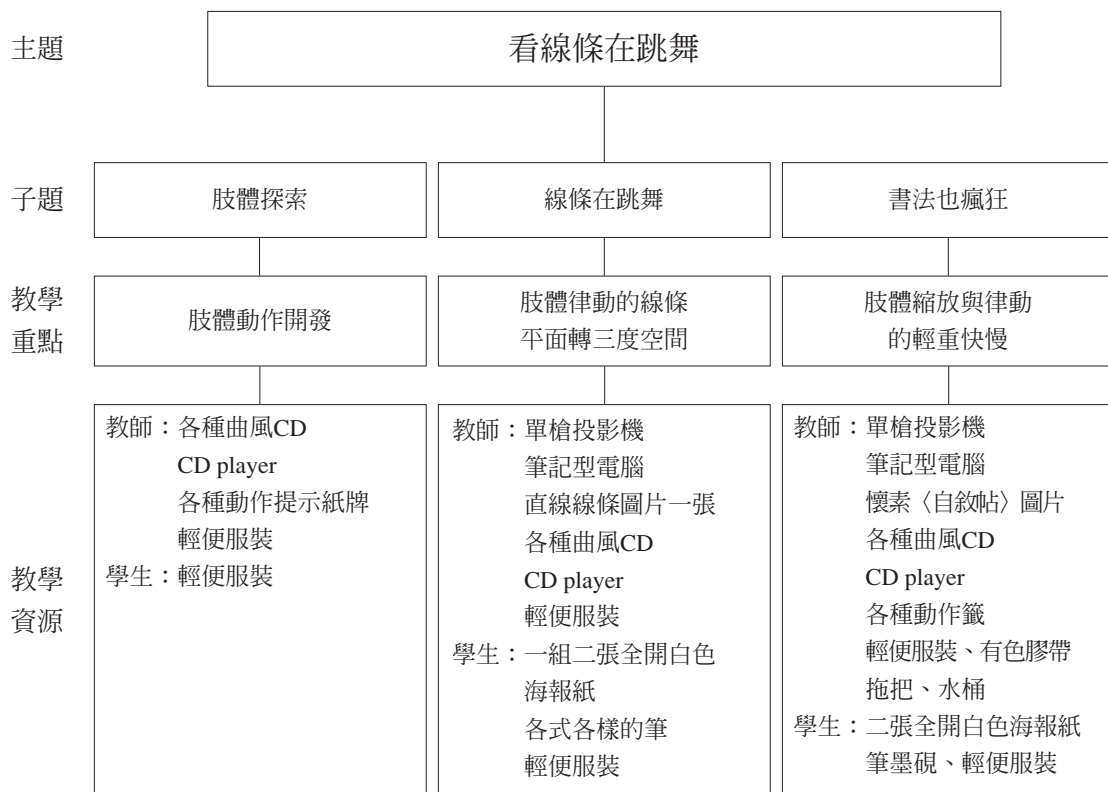 主題
看線條在跳舞
子題
肢體探索
線條在跳舞
書法也瘋狂
教學
重點
肢體動作開發
肢體律動的線條
平面轉三度空間
肢體縮放與律動
的輕重快慢
教學
資源
教師：各種曲風CD
CD player
各種動作提示紙牌
輕便服裝
學生：輕便服裝
教師：單槍投影機
筆記型電腦
直線線條圖片一張
各種曲風CD
CD player
輕便服裝
學生：一組二張全開白色
海報紙
各式各樣的筆
輕便服裝
教師：單槍投影機
筆記型電腦
懷素〈自敘帖〉圖片
各種曲風CD
CD player
各種動作籤
輕便服裝、有色膠帶
拖把、水桶
學生：二張全開白色海報紙
筆墨硯、輕便服裝